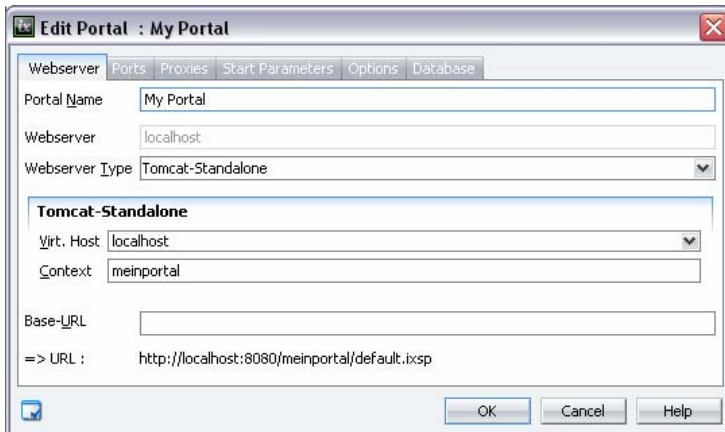 Edit Portal : My Portal
Webserver Ports Proxies Start Parameters Options Database
Portal Name My Portal
Webserver localhost
Webserver Type Tomcat-Standalone
Tomcat-Standalone
Virt. Host localhost
Context meinportal
Base-URL
=> URL : http://localhost:8080/meinportal/default.ixsp
OK Cancel Help